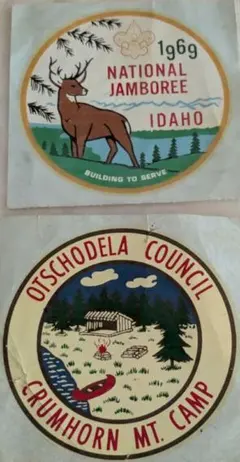 1969
NATIONAL
JAMBOREE
IDAHO
BUILDING TO SERVE
OTSCHODELA COUNCIL
CRUMHORN MT. CAMP